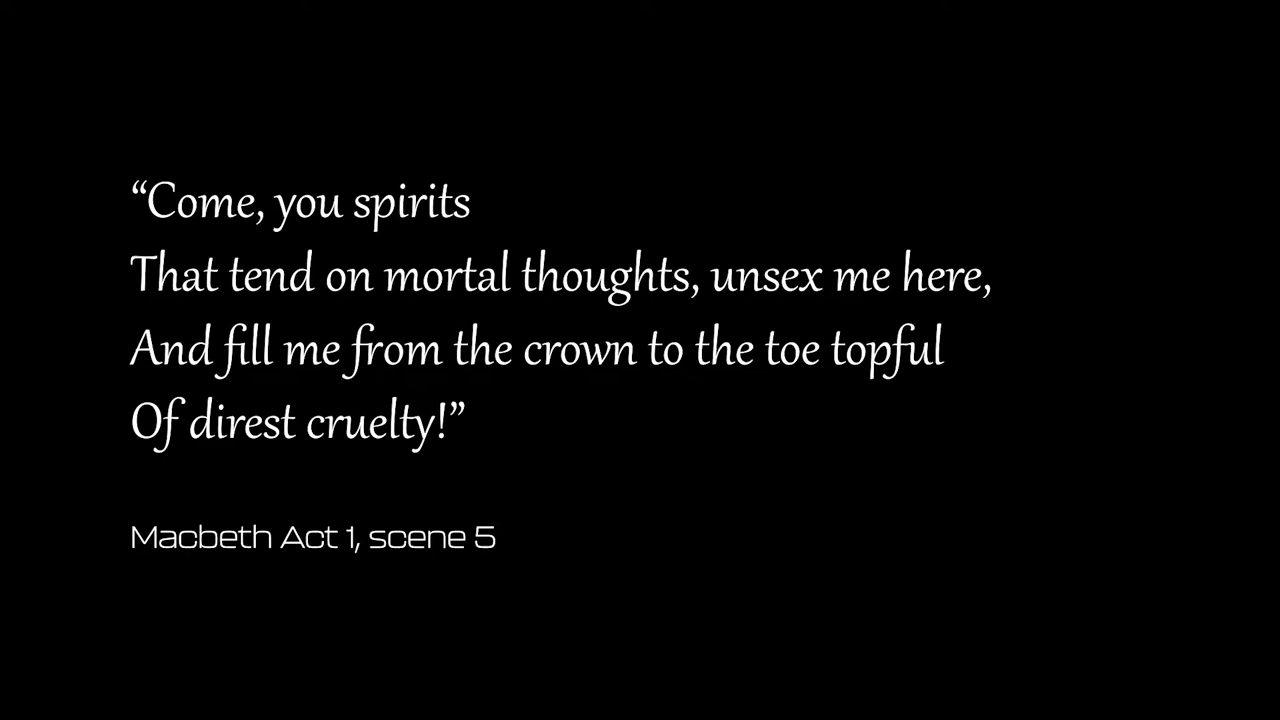 “Come, you spirits
That tend on mortal thoughts, unsex me here,
And fill me from the crown to the toe topful
Of direst cruelty!”
Macbeth Act 1, scene 5